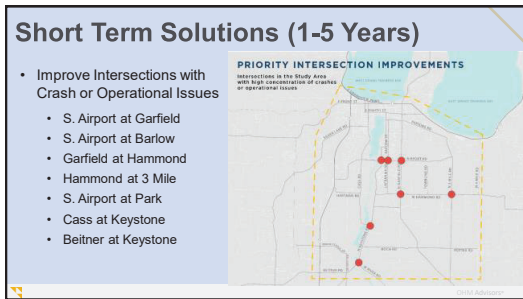 Short Term Solutions (1-5 Years)
• Improve Intersections with
Crash or Operational Issues
• S. Airport at Garfield
• S. Airport at Barlow
• Garfield at Hammond
• Hammond at 3 Mile
• S. Airport at Park
• Cass at Keystone
• Beitner at Keystone
PRIORITY INTERSECTION IMPROVEMENTS
Intersections in the Study Area
with high concentration of crashes
or operational issues
OHM Advisors®